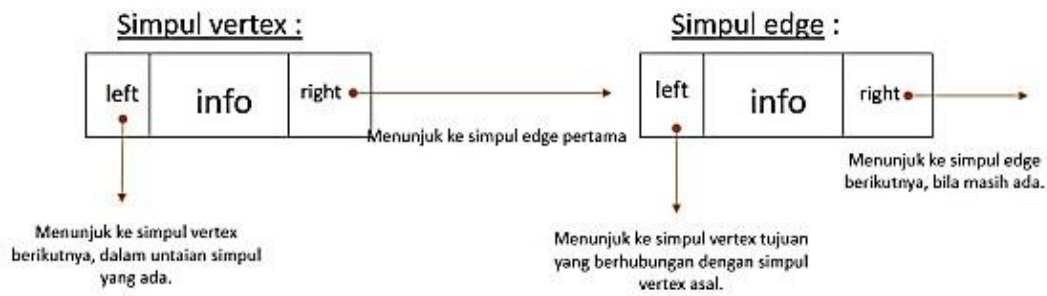 Simpul vertex :
left
info
right
Menunjuk ke simpul edge pertama
Menunjuk ke simpul vertex
berikutnya, dalam untaian simpul
yang ada.
Simpul edge :
left
info
right
Menunjuk ke simpul edge
berikutnya, bila masih ada.
Menunjuk ke simpul vertex tujuan
yang berhubungan dengan simpul
vertex asal.